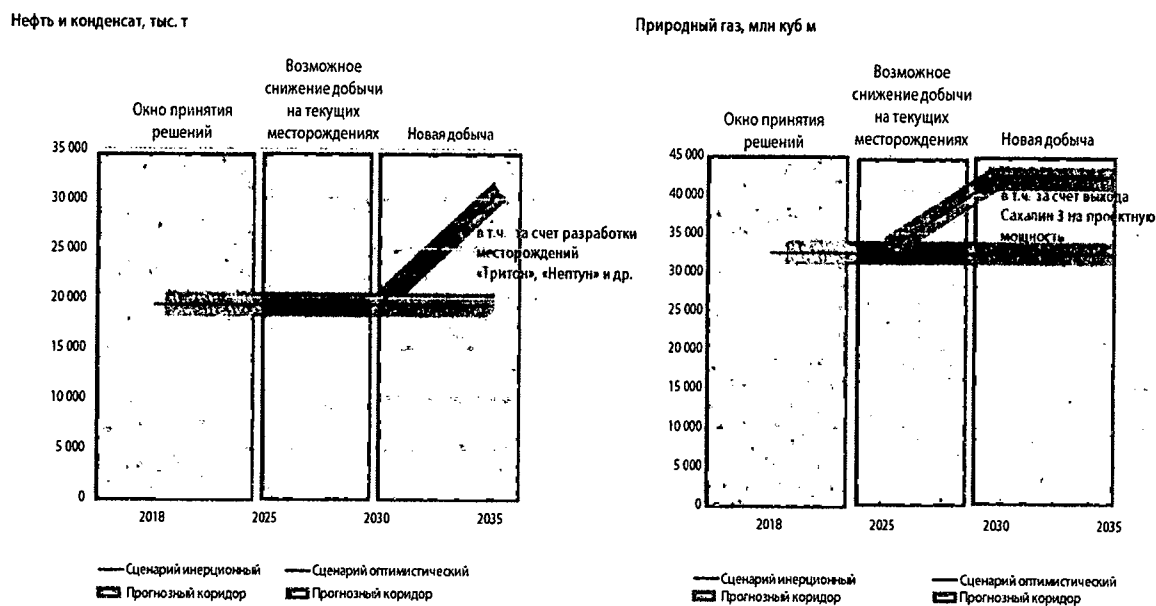 Нефть и конденсат, тыс. т
Возможное
снижение добычи
на текущих
месторождениях
Окно принятия
решений
Новая добыча
35 000
30 000
25 000
20 000
15 000
10 000
5 000
0
в т.ч. за счет разработки
месторождений
«Тритон», «Нептун» и др.
2018
2025
2030
2035
Сценарий инерционный
Сценарий оптимистический
Прогнозный коридор
Прогнозный коридор
Природный газ, млн куб м
Возможное
снижение добычи
на текущих
месторождениях
Окно принятия
решений
Новая добыча
45 000
40 000
35 000
30 000
25 000
20 000
15 000
10 000
5 000
0
в т.ч. за счет выхода
Сахалин 3 на проектную
мощность
2018
2025
2030
2035
Сценарий инерционный
Сценарий оптимистический
Прогнозный коридор
Прогнозный коридор